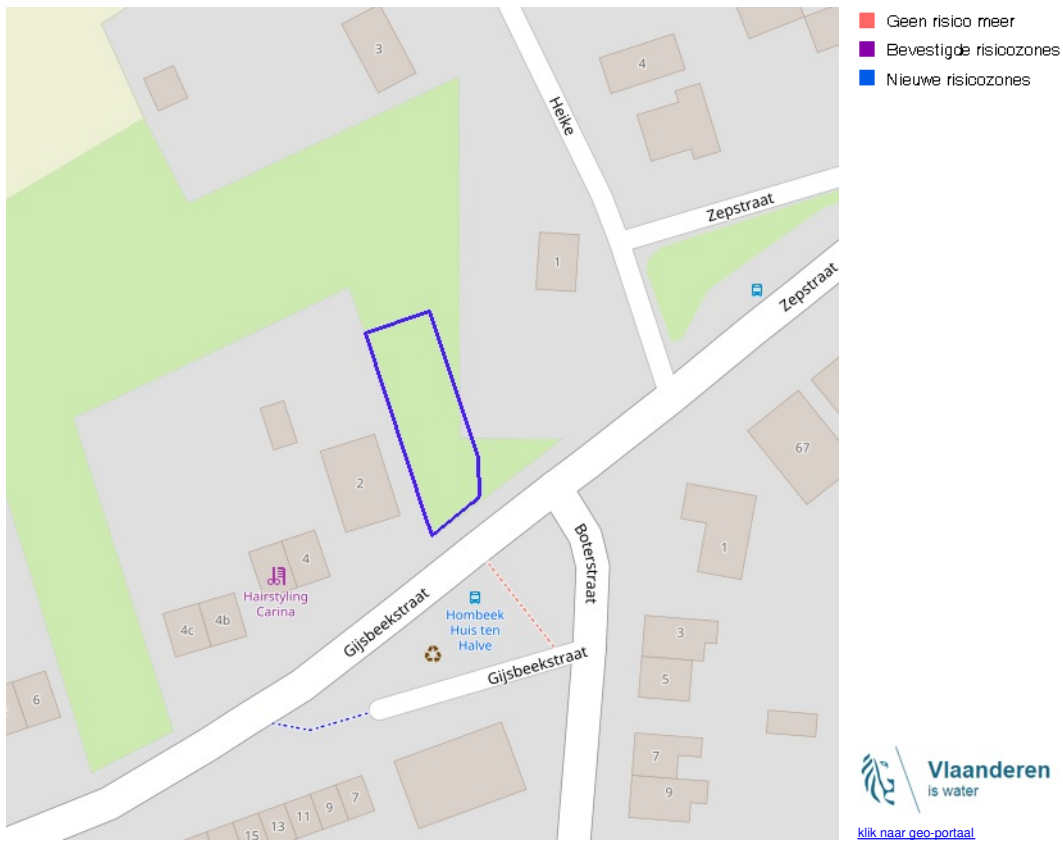 3
4
Heike
Zepstraat
1
Zepstraat
67
2
1
Boterstraat
4
Hairstyling
Carina
Hombeek
Huis ten
Halve
Gijsbeekstraat
4c
4b
3
Gijsbeekstraat
5
6
7
9
7
9
11
13
15
Geen risico meer
Bevestigde risicozones
Nieuwe risicozones
Vlaanderen
is water
klik naar geo-portaal